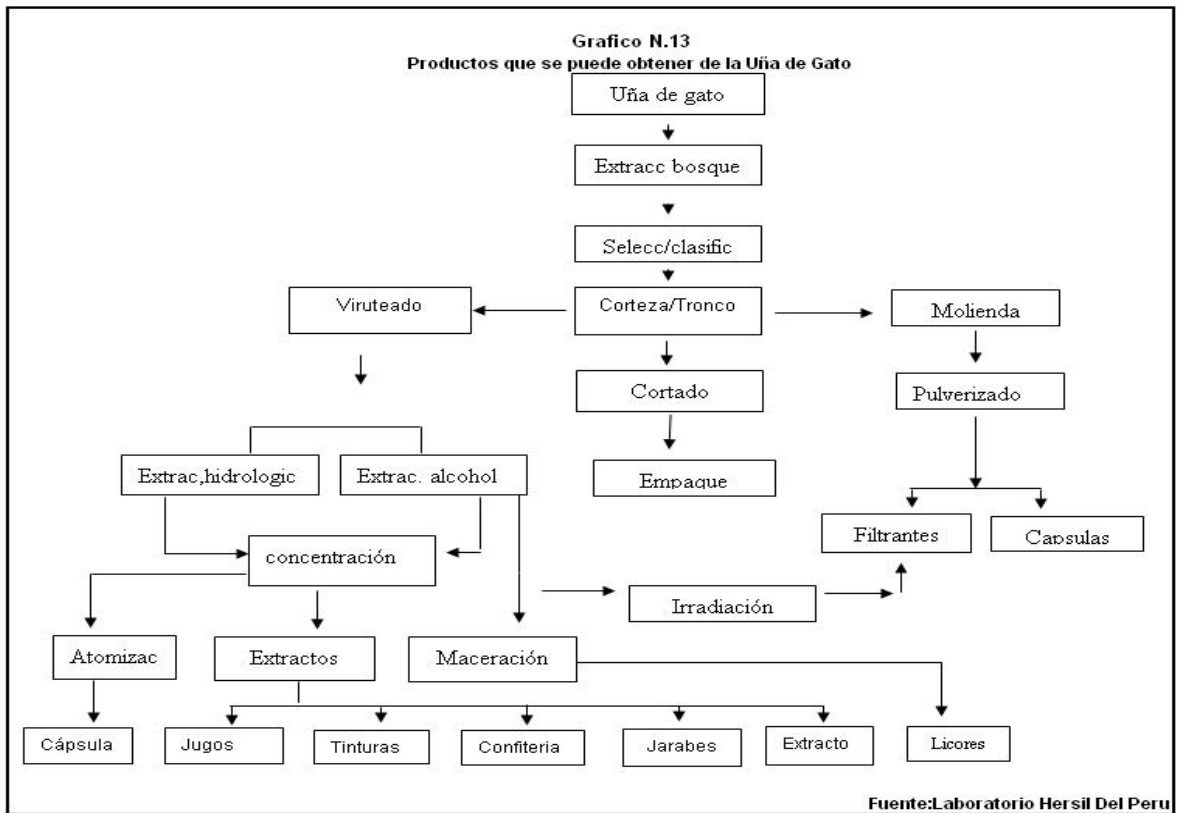 Grafico N.13
Productos que se puede obtener de la Uña de Gato
Uña de gato
Extracc bosque
Selecc/clasific
Viruteado
Corteza/Tronco
Molienda
Cortado
Pulverizado
Extrac,hidrologic
Extrac. alcohol
Empaque
Filtrantes
Capsulas
concentración
Irradiación
Atomizac
Extractos
Maceración
Cápsula
Jugos
Tinturas
Confiteria
Jarabes
Extracto
Licores
Fuente:Laboratorio Hersil Del Peru